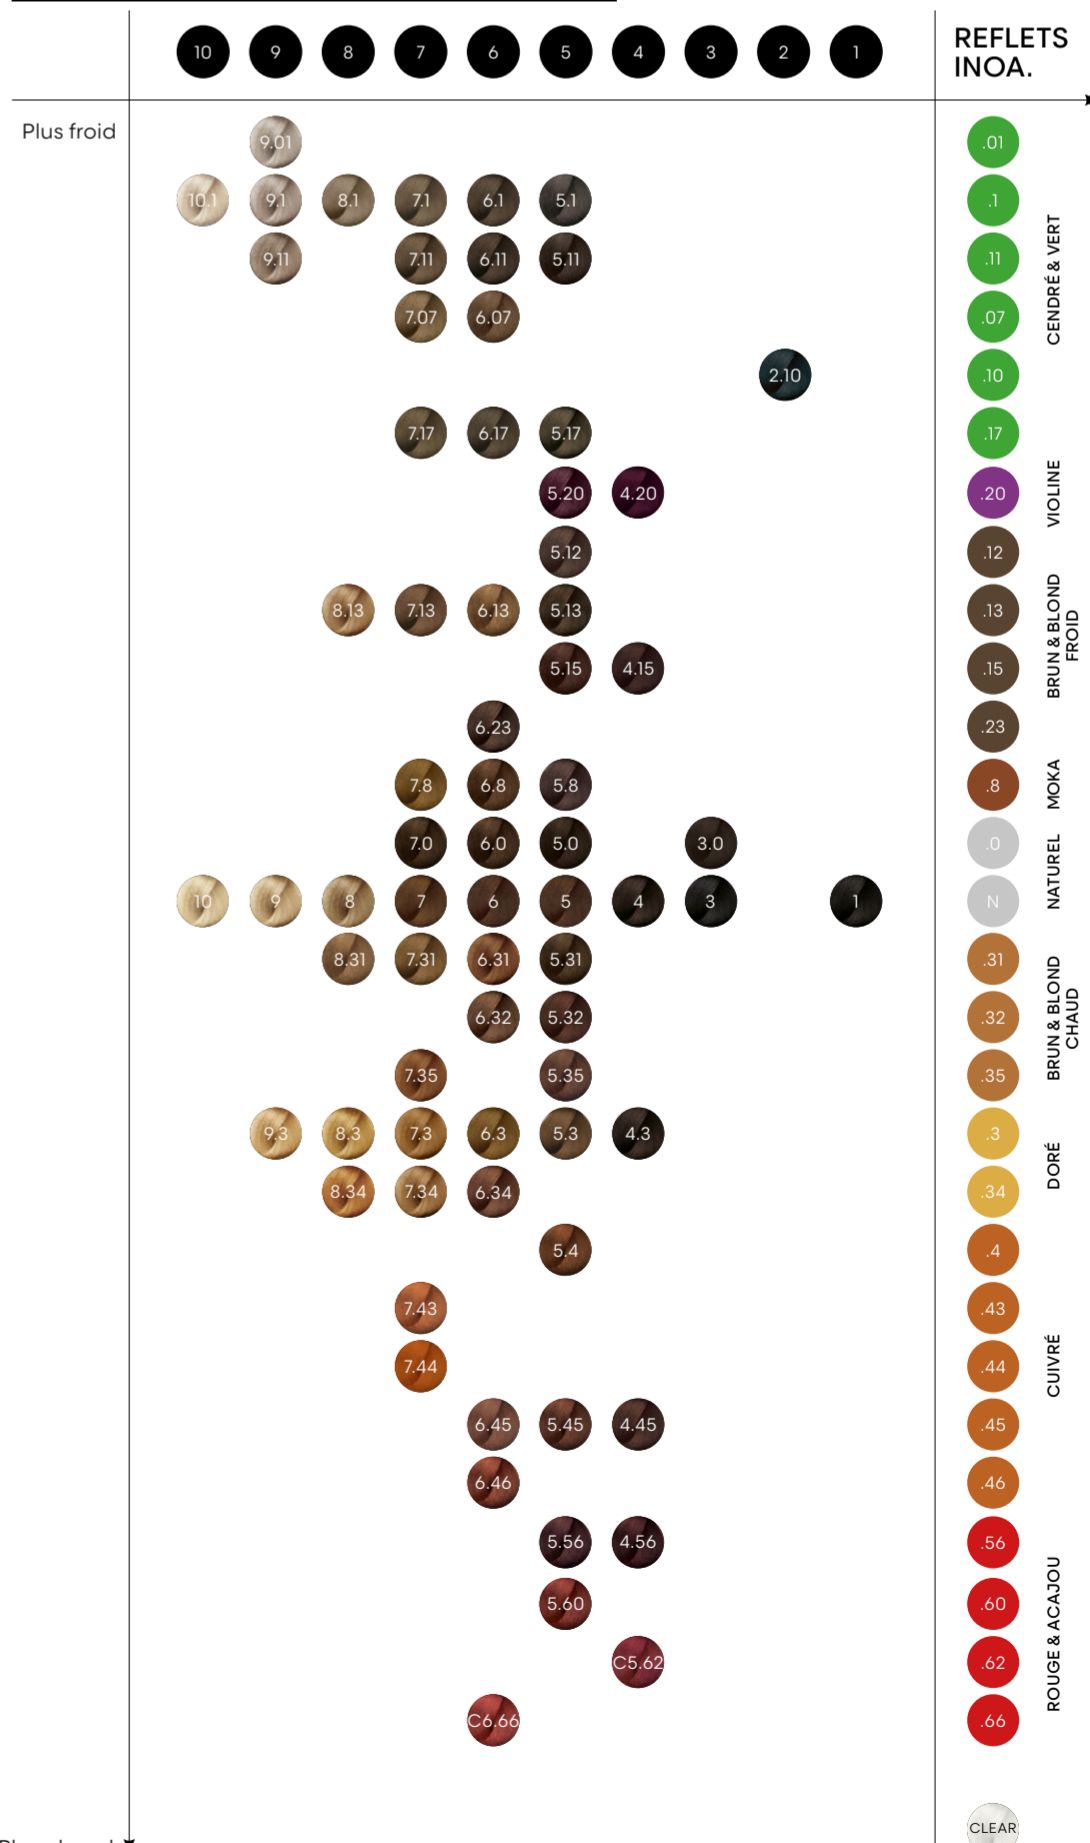 10 9 8 7 6 5 4 3 2 1
REFLETS
INOA.
Plus froid
9.01 .01
10.1 9.1 8.1 7.1 6.1 5.1 .1
9.11 7.11 6.11 5.11 .11
7.07 6.07 .07
2.10 .10
7.17 6.17 5.17 .17
CENDRÉ & VERT
5.20 4.20 .20
VIOLINE
5.12 .12
8.13 7.13 6.13 5.13 .13
5.15 4.15 .15
6.23 .23
BRUN & BLOND
FROID
7.8 6.8 5.8 .8
MOKA
7.0 6.0 5.0 3.0 .0
10 9 8 7 6 5 4 3 1 N
NATUREL
8.31 7.31 6.31 5.31 .31
6.32 5.32 .32
7.35 5.35 .35
BRUN & BLOND
CHAUD
9.3 8.3 7.3 6.3 5.3 4.3 .3
8.34 7.34 6.34 .34
DORÉ
5.4 .4
7.43 .43
7.44 .44
6.45 5.45 4.45 .45
6.46 .46
CUIVRÉ
5.56 4.56 .56
5.60 .60
C5.62 .62
C6.66 .66
ROUGE & ACAJOU
CLEAR